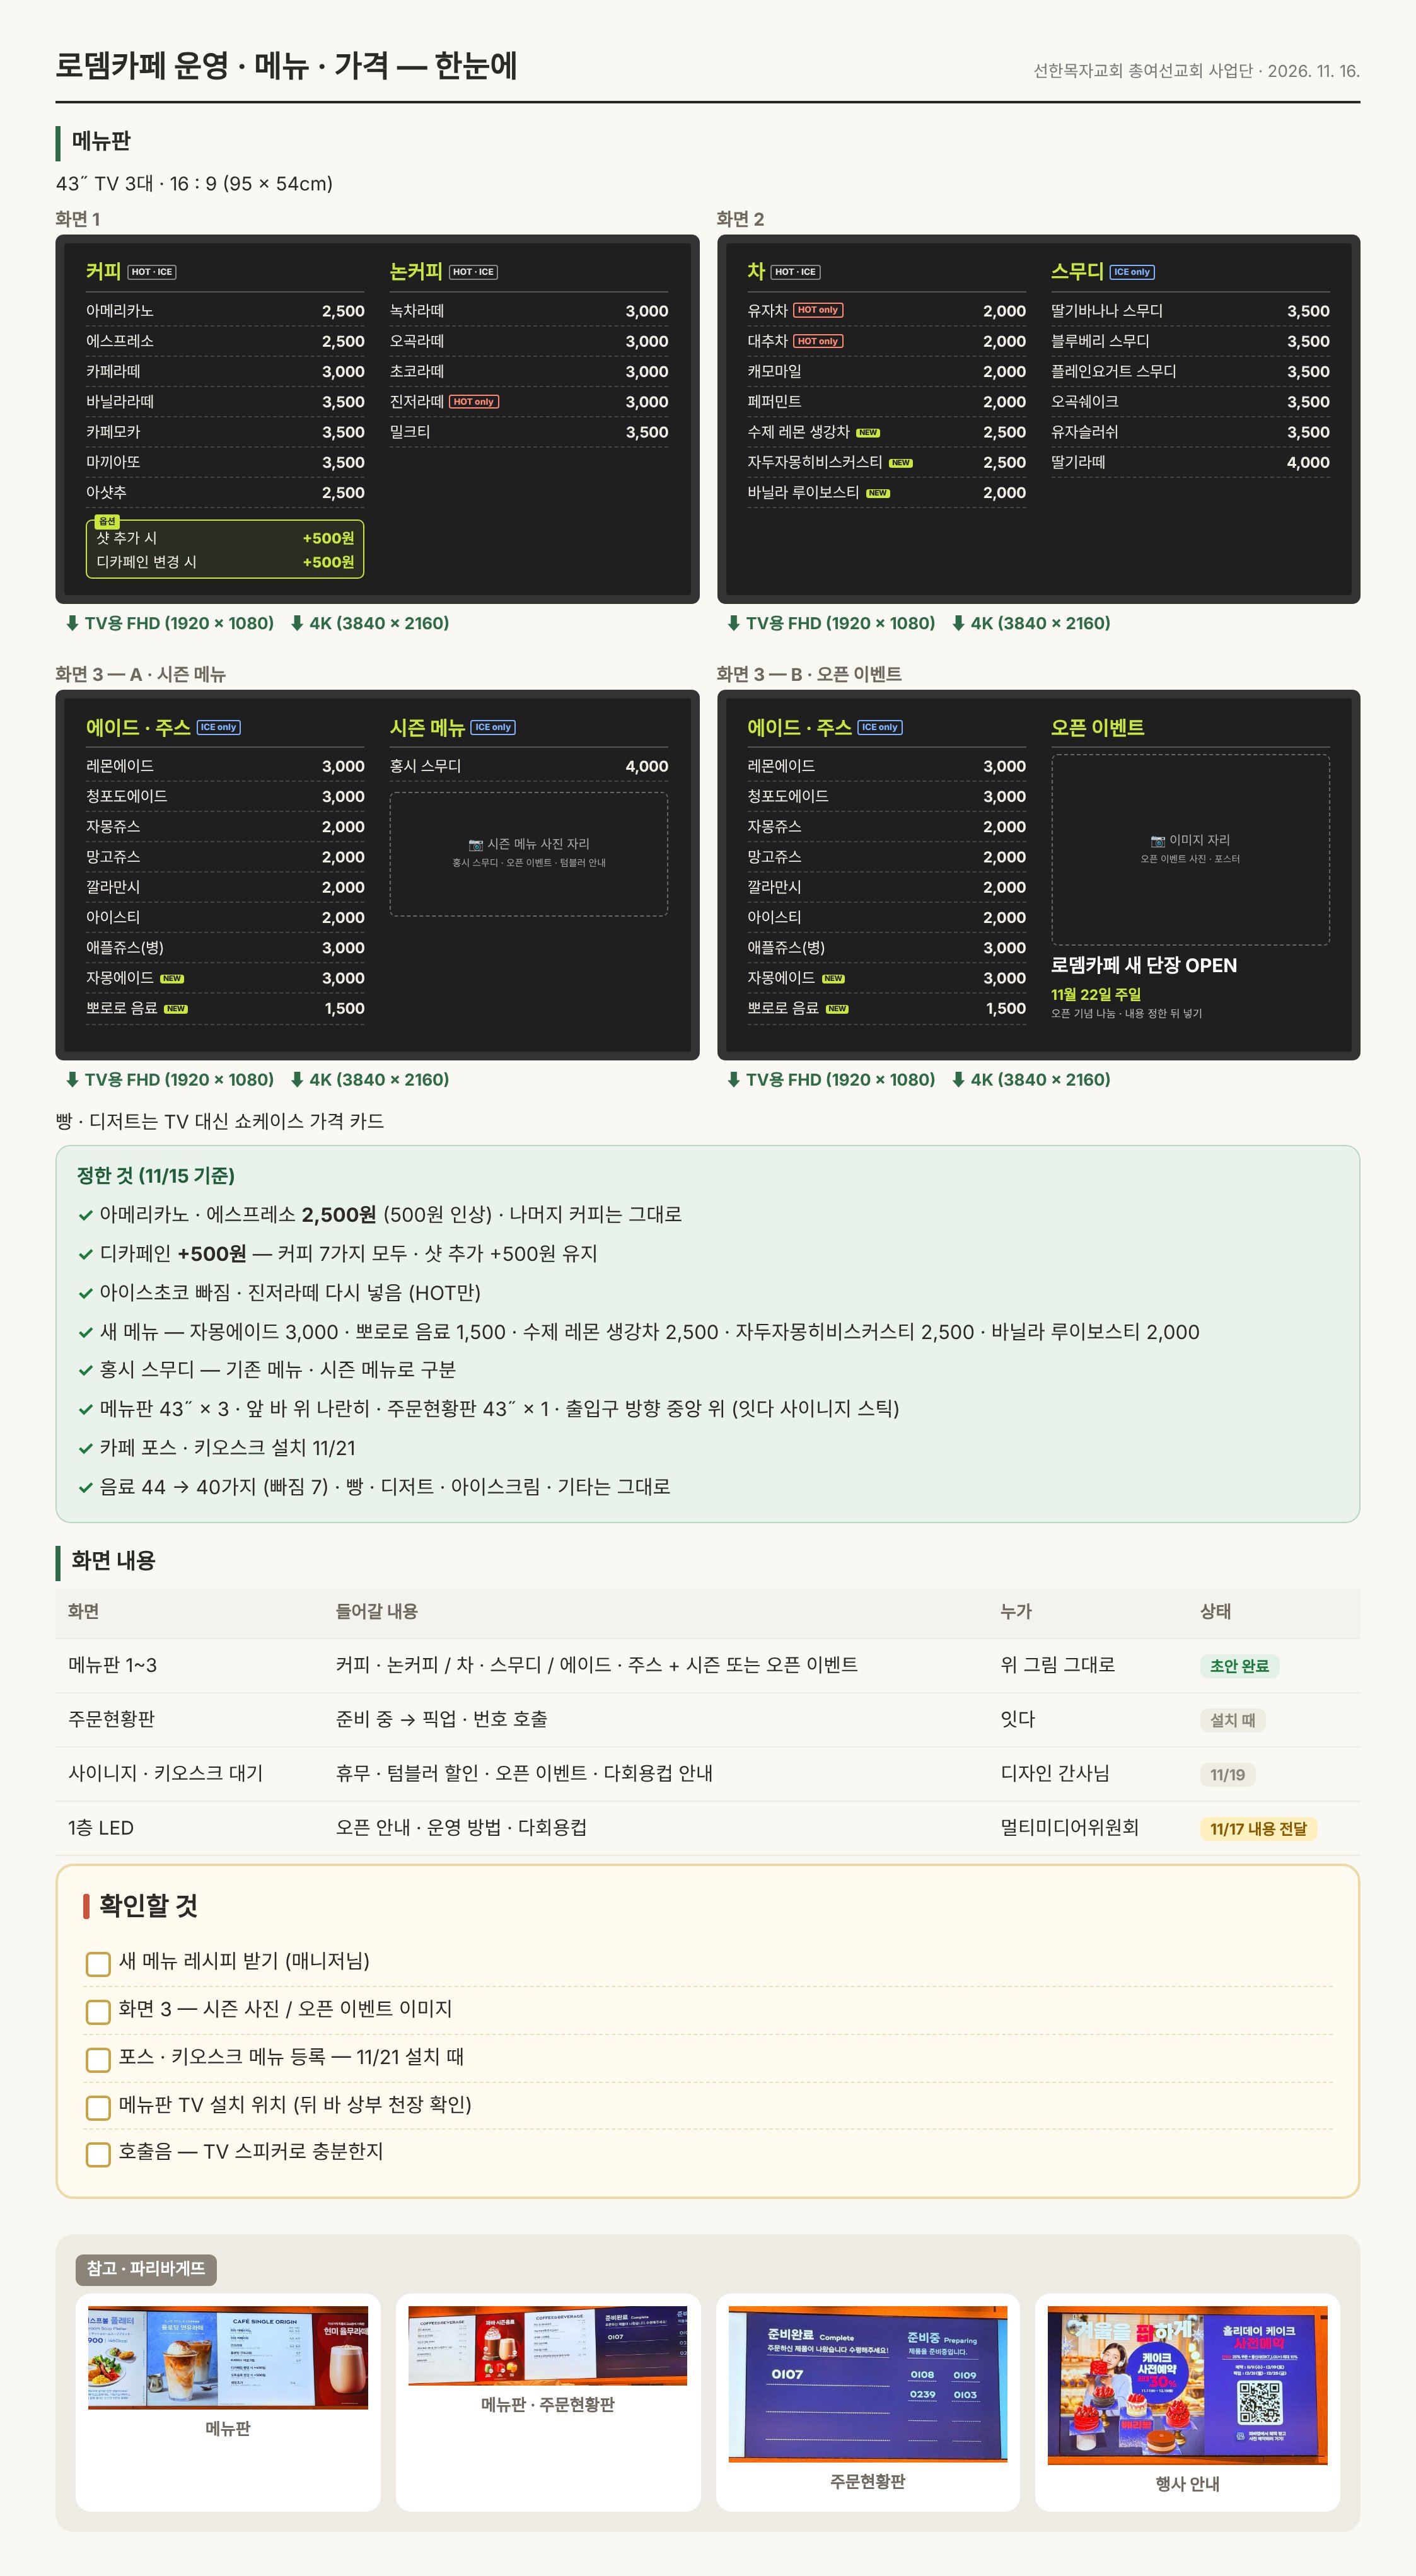 로뎀카페 운영 · 메뉴 · 가격 — 한눈에
선한목자교회 총여선교회 사업단 · 2026. 11. 16.
메뉴판
43˝ TV 3대 · 16 : 9 (95 × 54cm)
화면 1
커피 HOT · ICE
아메리카노 2,500
에스프레소 2,500
카페라떼 3,000
바닐라라떼 3,500
카페모카 3,500
마끼아또 3,500
아샷추 2,500
옵션
샷 추가 시 +500원
디카페인 변경 시 +500원
논커피 HOT · ICE
녹차라떼 3,000
오곡라떼 3,000
초코라떼 3,000
진저라떼 HOT only 3,000
밀크티 3,500
⬇ TV용 FHD (1920 × 1080) ⬇ 4K (3840 × 2160)
화면 2
차 HOT · ICE
유자차 HOT only 2,000
대추차 HOT only 2,000
캐모마일 2,000
페퍼민트 2,000
수제 레몬 생강차 NEW 2,500
자두자몽히비스커스티 NEW 2,500
바닐라 루이보스티 NEW 2,000
스무디 ICE only
딸기바나나 스무디 3,500
블루베리 스무디 3,500
플레인요거트 스무디 3,500
오곡쉐이크 3,500
유자슬러쉬 3,500
딸기라떼 4,000
⬇ TV용 FHD (1920 × 1080) ⬇ 4K (3840 × 2160)
화면 3 — A · 시즌 메뉴
에이드 · 주스 ICE only
레몬에이드 3,000
청포도에이드 3,000
자몽쥬스 2,000
망고쥬스 2,000
깔라만시 2,000
아이스티 2,000
애플쥬스(병) 3,000
자몽에이드 NEW 3,000
뽀로로 음료 NEW 1,500
시즌 메뉴 ICE only
홍시 스무디 4,000
📷 시즌 메뉴 사진 자리
홍시 스무디 · 오픈 이벤트 · 텀블러 안내
⬇ TV용 FHD (1920 × 1080) ⬇ 4K (3840 × 2160)
화면 3 — B · 오픈 이벤트
에이드 · 주스 ICE only
레몬에이드 3,000
청포도에이드 3,000
자몽쥬스 2,000
망고쥬스 2,000
깔라만시 2,000
아이스티 2,000
애플쥬스(병) 3,000
자몽에이드 NEW 3,000
뽀로로 음료 NEW 1,500
오픈 이벤트
📷 이미지 자리
오픈 이벤트 사진 · 포스터
로뎀카페 새 단장 OPEN
11월 22일 주일
오픈 기념 나눔 · 내용 정한 뒤 넣기
⬇ TV용 FHD (1920 × 1080) ⬇ 4K (3840 × 2160)
빵 · 디저트는 TV 대신 쇼케이스 가격 카드
정한 것 (11/15 기준)
✓ 아메리카노 · 에스프레소 2,500원 (500원 인상) · 나머지 커피는 그대로
✓ 디카페인 +500원 — 커피 7가지 모두 · 샷 추가 +500원 유지
✓ 아이스초코 빠짐 · 진저라떼 다시 넣음 (HOT만)
✓ 새 메뉴 — 자몽에이드 3,000 · 뽀로로 음료 1,500 · 수제 레몬 생강차 2,500 · 자두자몽히비스커스티 2,500 · 바닐라 루이보스티 2,000
✓ 홍시 스무디 — 기존 메뉴 · 시즌 메뉴로 구분
✓ 메뉴판 43˝ × 3 · 앞 바 위 나란히 · 주문현황판 43˝ × 1 · 출입구 방향 중앙 위 (잇다 사이니지 스틱)
✓ 카페 포스 · 키오스크 설치 11/21
✓ 음료 44 → 40가지 (빠짐 7) · 빵 · 디저트 · 아이스크림 · 기타는 그대로
화면 내용
화면 들어갈 내용 누가 상태
메뉴판 1~3 커피 · 논커피 / 차 · 스무디 / 에이드 · 주스 + 시즌 또는 오픈 이벤트 위 그림 그대로 초안 완료
주문현황판 준비 중 → 픽업 · 번호 호출 잇다 설치 때
사이니지 · 키오스크 대기 휴무 · 텀블러 할인 · 오픈 이벤트 · 다회용컵 안내 디자인 간사님 11/19
1층 LED 오픈 안내 · 운영 방법 · 다회용컵 멀티미디어위원회 11/17 내용 전달
확인할 것
새 메뉴 레시피 받기 (매니저님)
화면 3 — 시즌 사진 / 오픈 이벤트 이미지
포스 · 키오스크 메뉴 등록 — 11/21 설치 때
메뉴판 TV 설치 위치 (뒤 바 상부 천장 확인)
호출음 — TV 스피커로 충분한지
참고 · 파리바게뜨
CAFÉ SINGLE ORIGIN
메뉴판
COFFEE&BEVERAGE
COFFEE&BEVERAGE
준비완료 Complete
0107
메뉴판 · 주문현황판
준비완료 Complete
주문하신 제품이 나왔습니다 수령해주세요!
0107
준비중 Preparing
제품을 준비중입니다.
0108 0109
0239 0103
주문현황판
겨울을 팝하게
케이크
사전예약
30%
홀리데이 케이크
사전예약
행사 안내